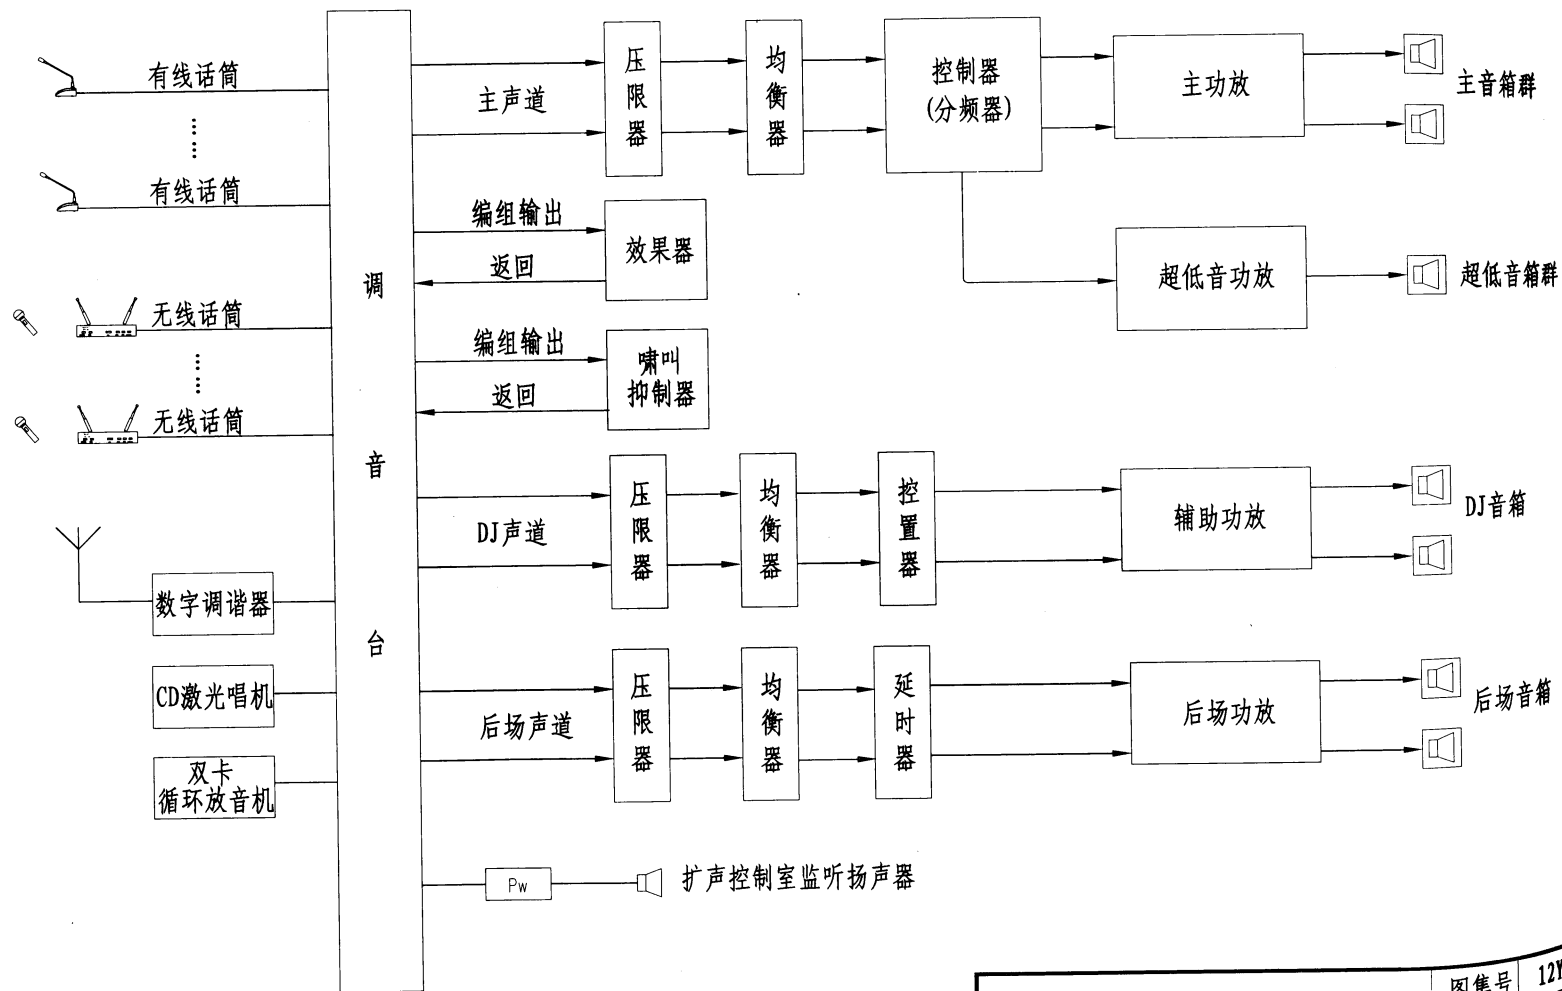 有线话筒
有线话筒
无线话筒
无线话筒
数字调谐器
CD激光唱机
双卡
循环放音机
调音台
主声道
压限器
均衡器
控制器
(分频器)
主功放
主音箱群
超低音功放
超低音箱群
编组输出
返回
效果器
编组输出
返回
啸叫
抑制器
DJ声道
压限器
均衡器
控置器
辅助功放
DJ音箱
后场声道
压限器
均衡器
延时器
后场功放
后场音箱
Pw
扩声控制室监听扬声器
图集号